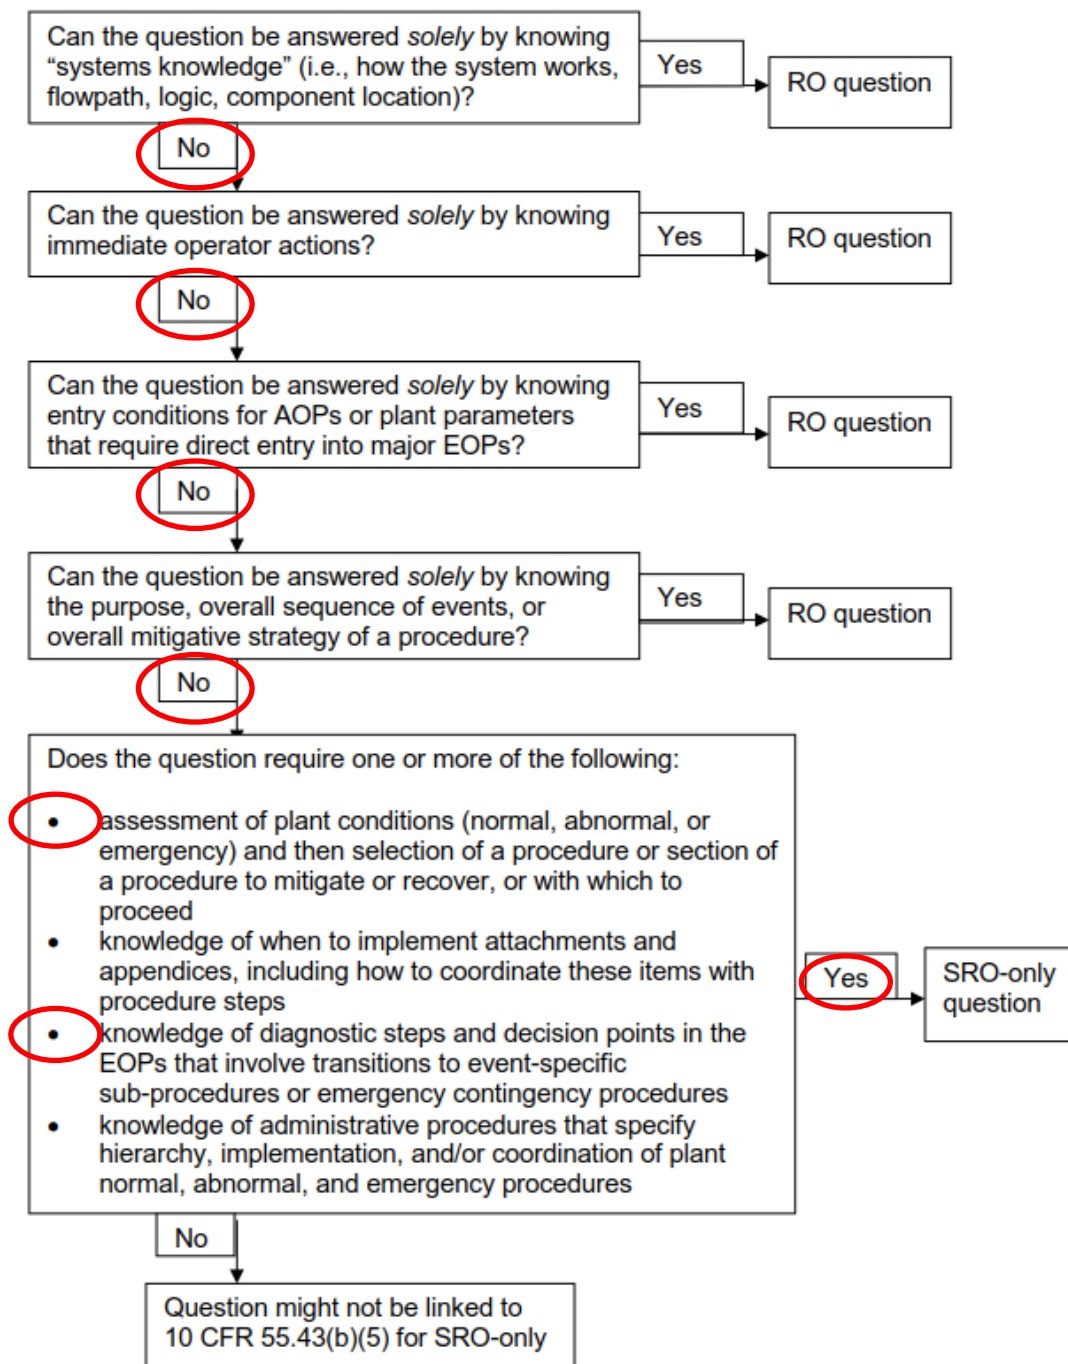 Can the question be answered solely by knowing
“systems knowledge” (i.e., how the system works,
flowpath, logic, component location)?
Yes
RO question
No
Can the question be answered solely by knowing
immediate operator actions?
Yes
RO question
No
Can the question be answered solely by knowing
entry conditions for AOPs or plant parameters
that require direct entry into major EOPs?
Yes
RO question
No
Can the question be answered solely by knowing
the purpose, overall sequence of events, or
overall mitigative strategy of a procedure?
Yes
RO question
No
Does the question require one or more of the following:
• assessment of plant conditions (normal, abnormal, or
emergency) and then selection of a procedure or section of
a procedure to mitigate or recover, or with which to
proceed
• knowledge of when to implement attachments and
appendices, including how to coordinate these items with
procedure steps
• knowledge of diagnostic steps and decision points in the
EOPs that involve transitions to event-specific
sub-procedures or emergency contingency procedures
• knowledge of administrative procedures that specify
hierarchy, implementation, and/or coordination of plant
normal, abnormal, and emergency procedures
Yes
SRO-only
question
No
Question might not be linked to
10 CFR 55.43(b)(5) for SRO-only